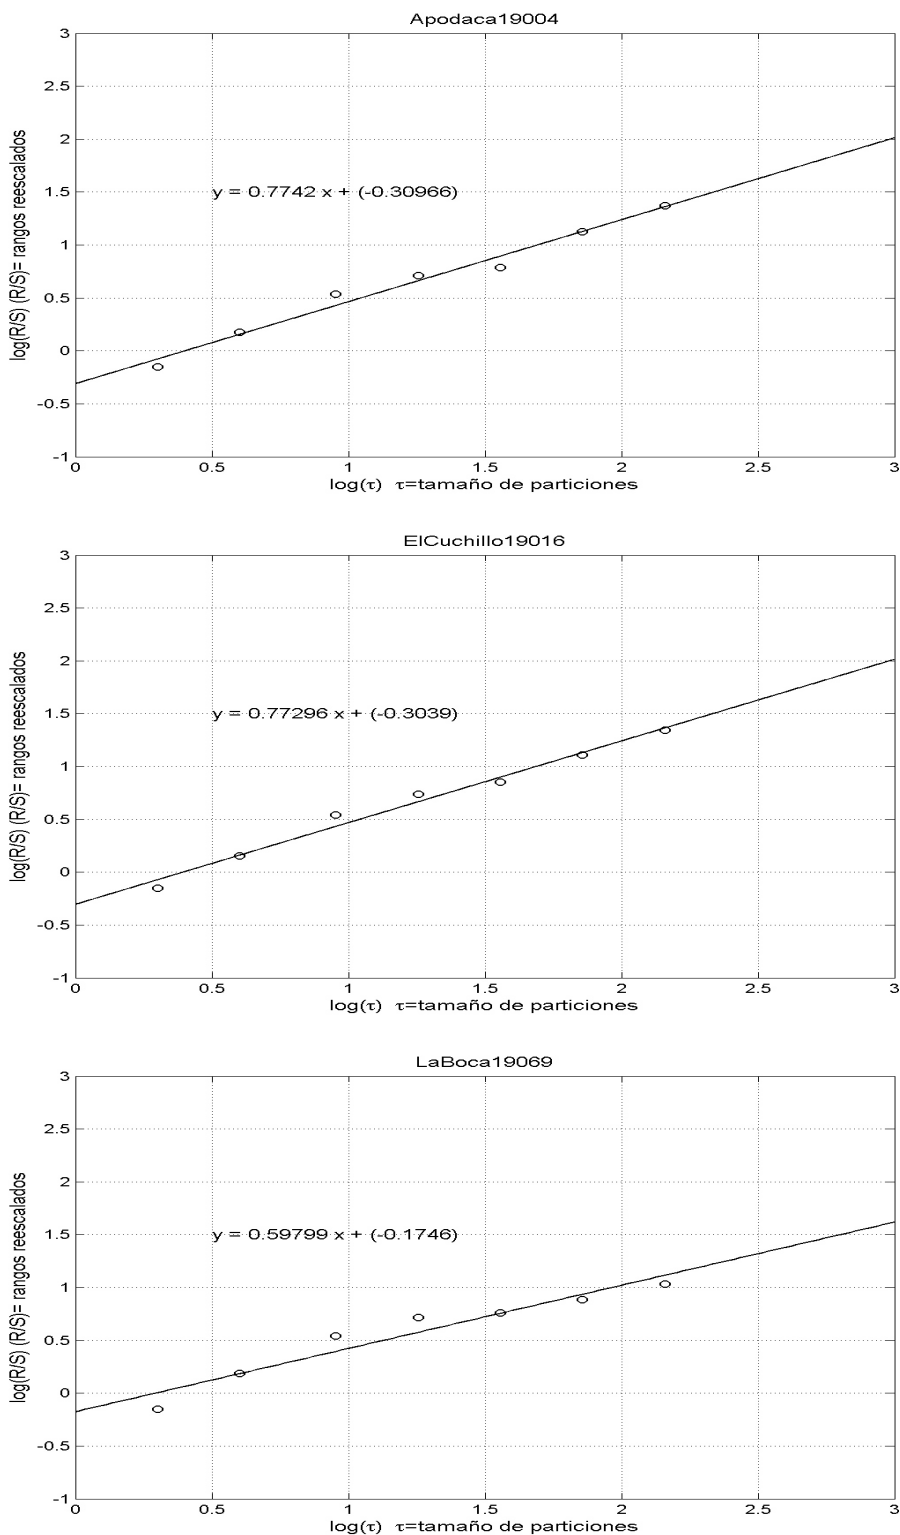 Apodaca19004
3
2.5
2
1.5
1
0.5
0
-0.5
-1
log(R/S) (R/S)= rangos reescalados
y = 0.7742 x + (-0.30966)
0 0.5 1 1.5 2 2.5 3
log(τ) τ=tamaño de particiones
ElCuchillo19016
3
2.5
2
1.5
1
0.5
0
-0.5
-1
log(R/S) (R/S)= rangos reescalados
y = 0.77296 x + (-0.3039)
0 0.5 1 1.5 2 2.5 3
log(τ) τ=tamaño de particiones
LaBoca19069
3
2.5
2
1.5
1
0.5
0
-0.5
-1
log(R/S) (R/S)= rangos reescalados
y = 0.59799 x + (-0.1746)
0 0.5 1 1.5 2 2.5 3
log(τ) τ=tamaño de particiones